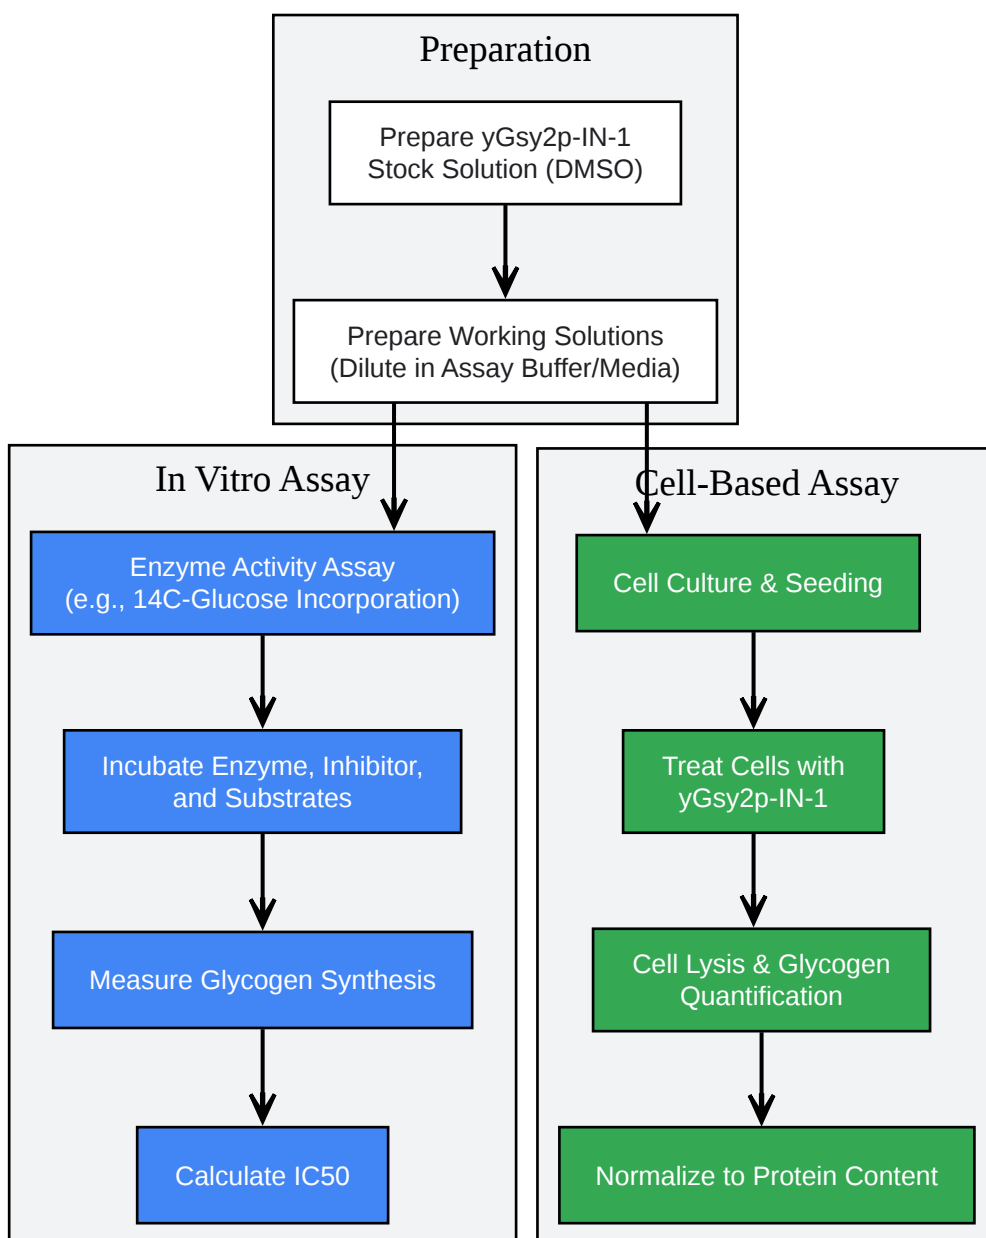 Preparation
Prepare yGsy2p-IN-1
Stock Solution (DMSO)
Prepare Working Solutions
(Dilute in Assay Buffer/Media)
In Vitro Assay
Enzyme Activity Assay
(e.g., 14C-Glucose Incorporation)
Incubate Enzyme, Inhibitor,
and Substrates
Measure Glycogen Synthesis
Calculate IC50
Cell-Based Assay
Cell Culture & Seeding
Treat Cells with
yGsy2p-IN-1
Cell Lysis & Glycogen
Quantification
Normalize to Protein Content